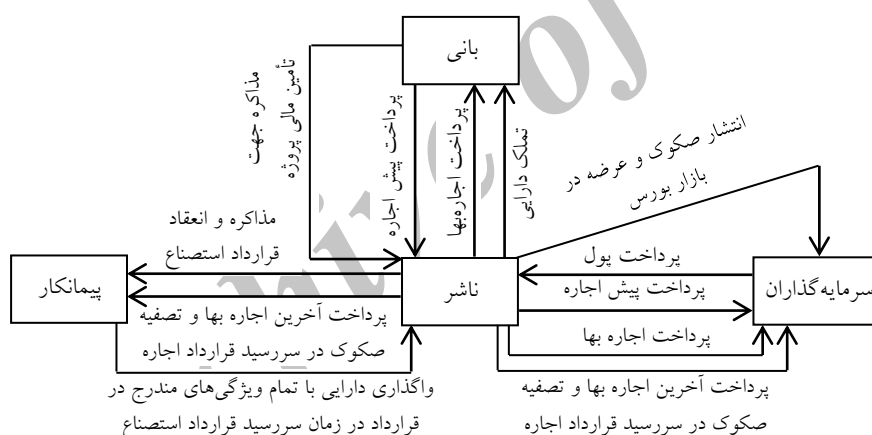 بانی
مذاکره جهت
تأمین مالی پروژه
پرداخت پیش اجاره
پرداخت اجاره‌بها
تملک دارایی
انتشار صکوک و عرضه در
بازار بورس
مذاکره و انعقاد
قرارداد استصناع
پیمانکار
ناشر
سرمایه‌گذاران
پرداخت پول
پرداخت پیش اجاره
پرداخت اجاره بها
پرداخت آخرین اجاره بها و تصفیه
صکوک در سررسید قرارداد اجاره
واگذاری دارایی با تمام ویژگی‌های مندرج در
قرارداد در زمان سررسید قرارداد استصناع
پرداخت آخرین اجاره بها و تصفیه
صکوک در سررسید قرارداد اجاره